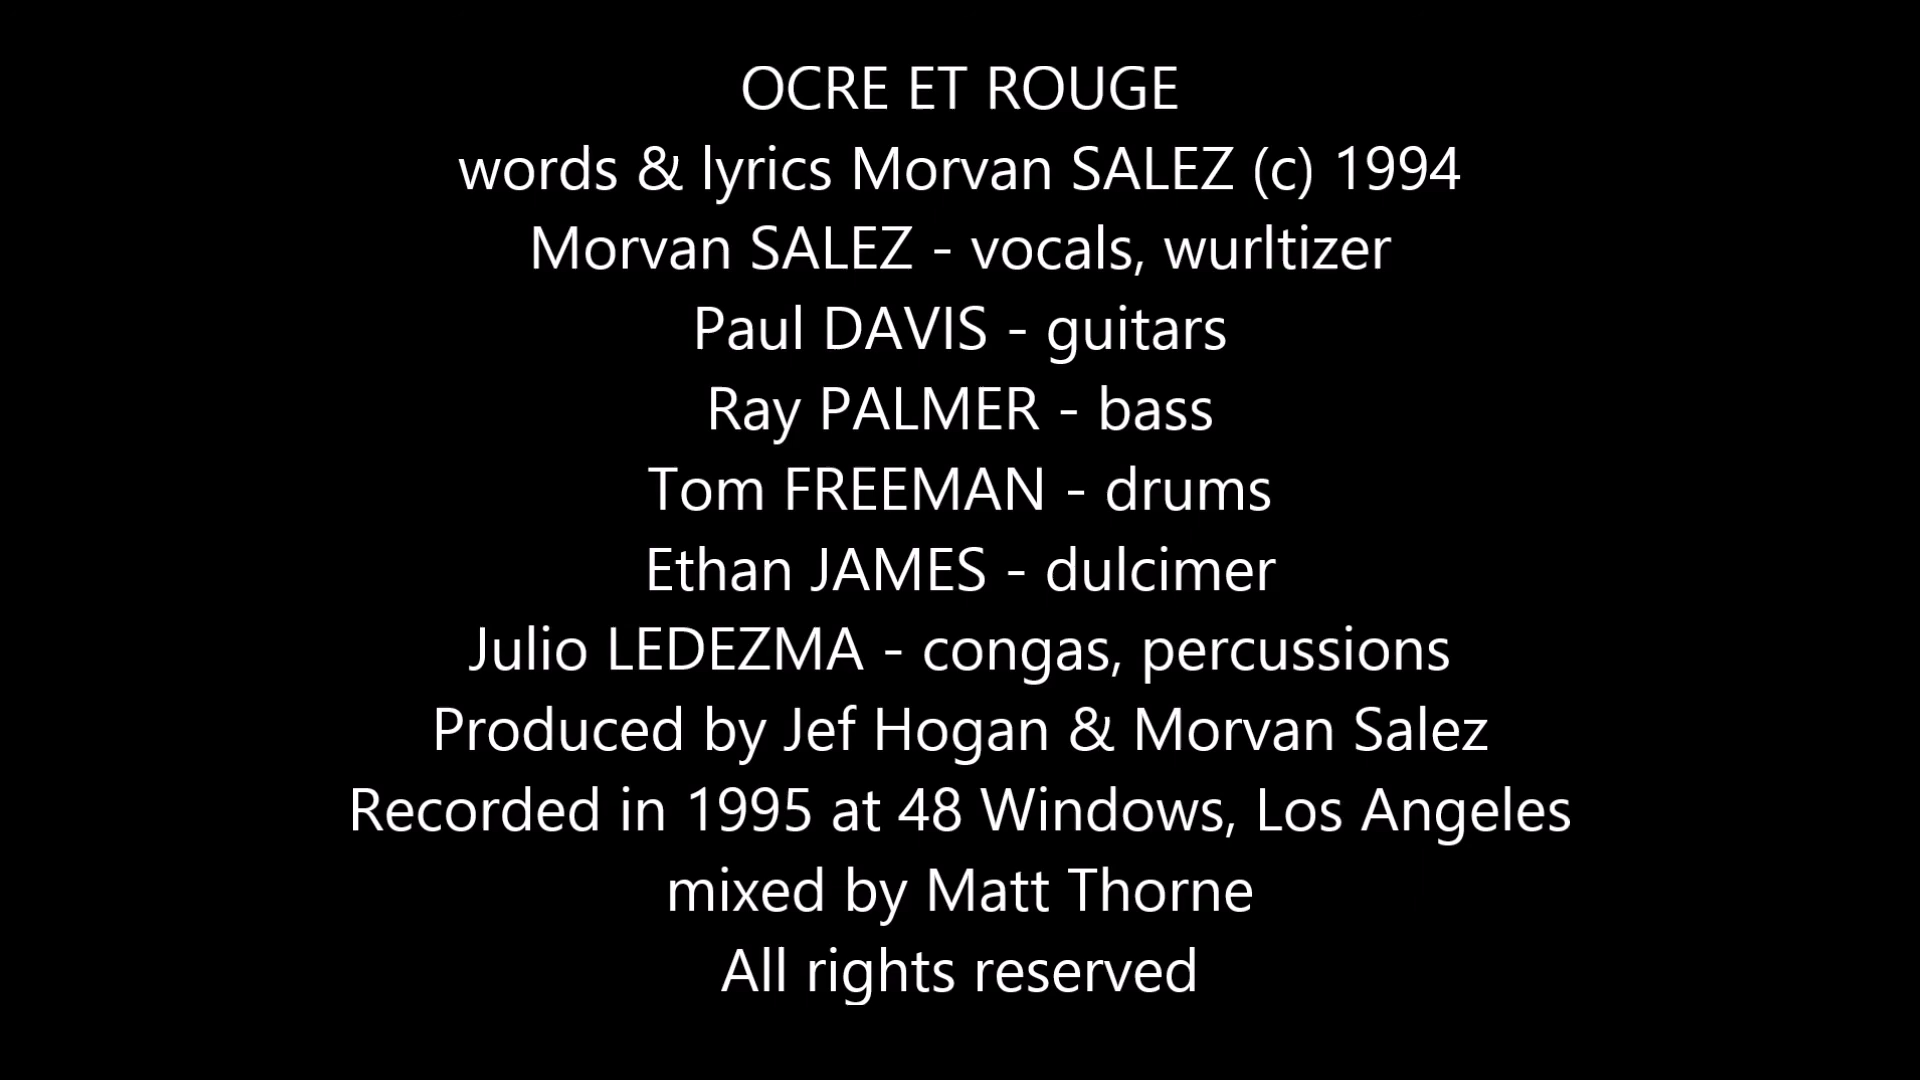 OCRE ET ROUGE
words & lyrics Morvan SALEZ (c) 1994
Morvan SALEZ - vocals, wurltizer
Paul DAVIS - guitars
Ray PALMER - bass
Tom FREEMAN - drums
Ethan JAMES - dulcimer
Julio LEDEZMA - congas, percussions
Produced by Jef Hogan & Morvan Salez
Recorded in 1995 at 48 Windows, Los Angeles
mixed by Matt Thorne
All rights reserved